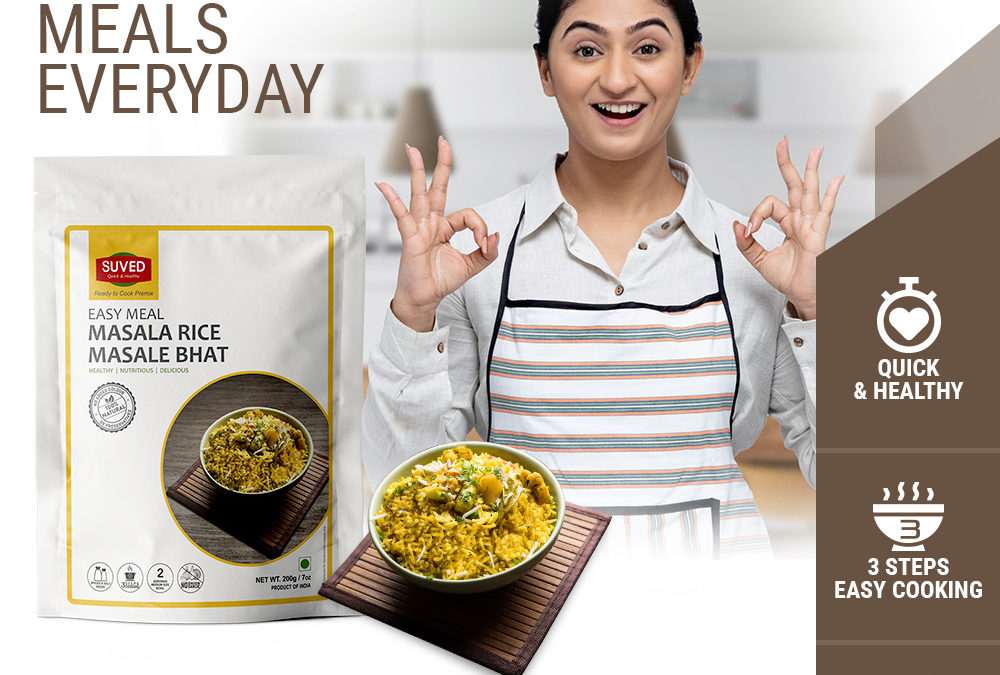 MEALS
EVERYDAY
SUVED
Quick & Healthy
Ready to Cook Premix
EASY MEAL
MASALA RICE
MASALE BHAT
HEALTHY | NUTRITIOUS | DELICIOUS
100%
NATURAL
2
NET WT. 200g / 7oz
PRODUCT OF INDIA
QUICK
& HEALTHY
3
3 STEPS
EASY COOKING